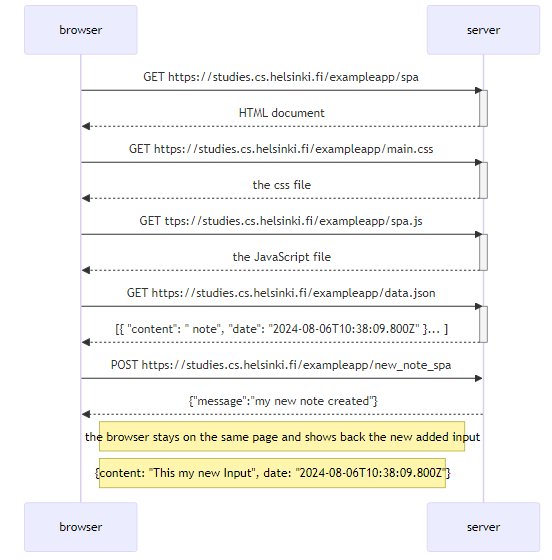 browser server
GET https://studies.cs.helsinki.fi/exampleapp/spa
HTML document
GET https://studies.cs.helsinki.fi/exampleapp/main.css
the css file
GET ttps://studies.cs.helsinki.fi/exampleapp/spa.js
the JavaScript file
GET https://studies.cs.helsinki.fi/exampleapp/data.json
[{ "content": " note", "date": "2024-08-06T10:38:09.800Z" }... ]
POST https://studies.cs.helsinki.fi/exampleapp/new_note_spa
{"message":"my new note created"}
the browser stays on the same page and shows back the new added input
{content: "This my new Input", date: "2024-08-06T10:38:09.800Z"}
browser server